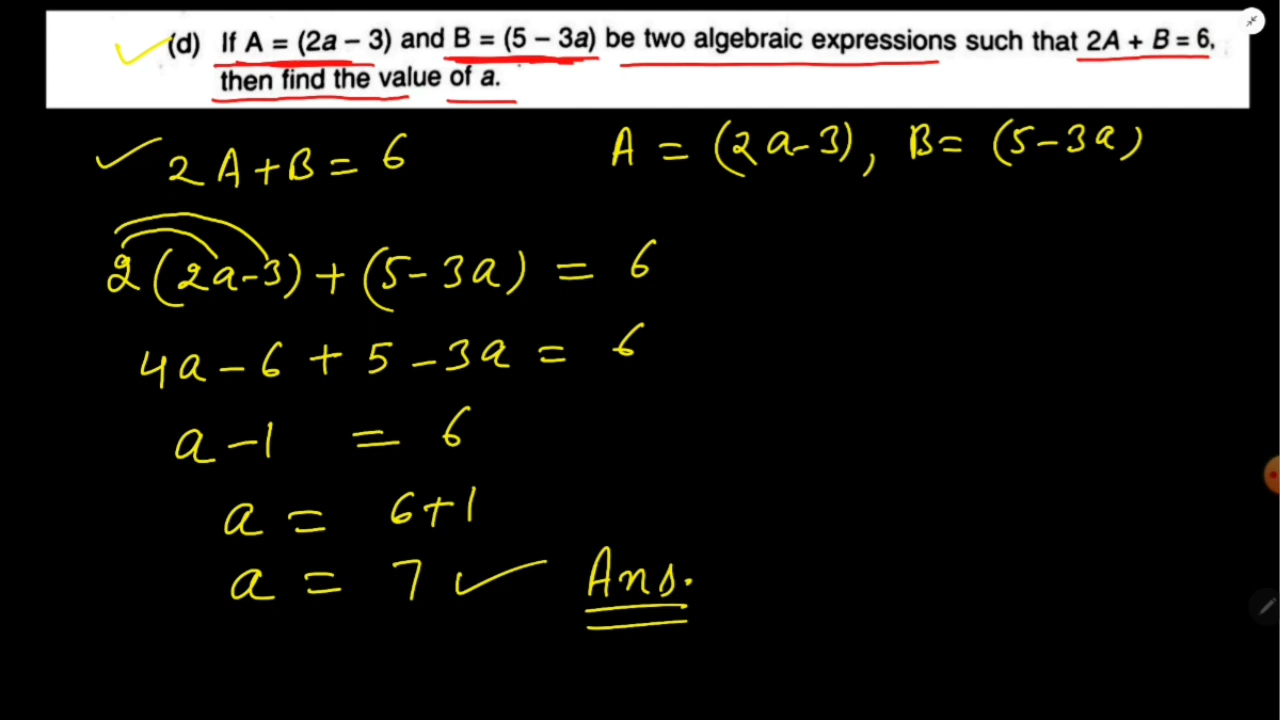 (d) If A = (2a – 3) and B = (5 – 3a) be two algebraic expressions such that 2A + B = 6,
then find the value of a.
2A+B = 6
A = (2a-3), B= (5-3a)
2(2a-3)+(5-3a) = 6
4a-6+5-3a = 6
a-1 = 6
a = 6+1
a = 7 ✓ Ans.